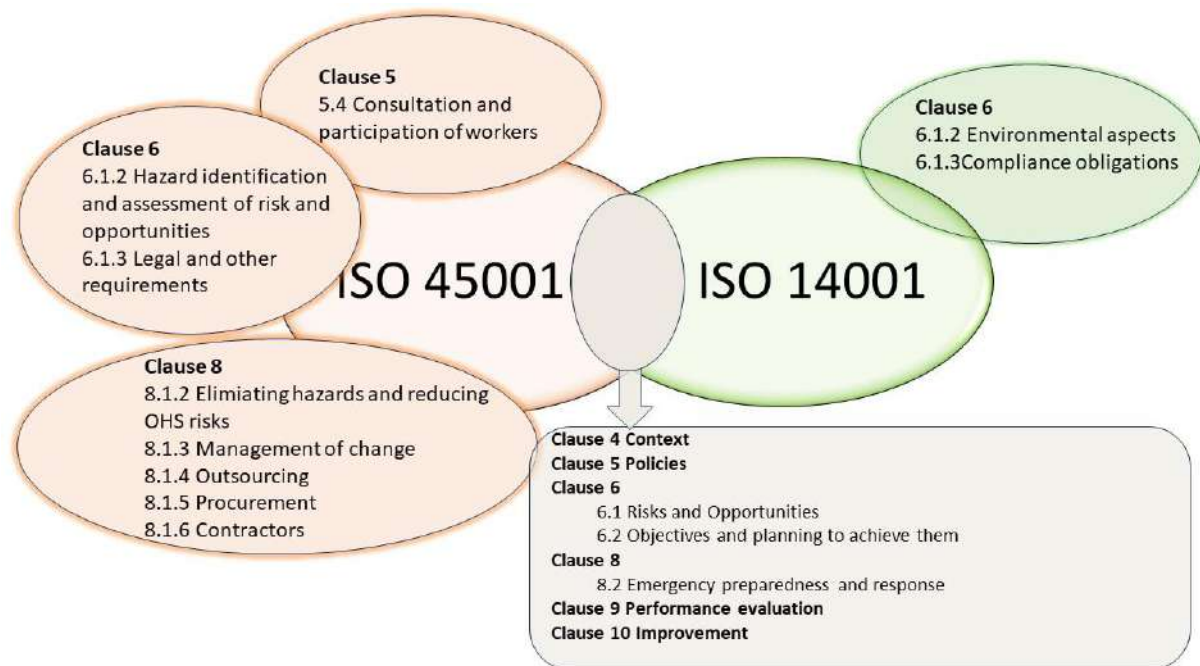 Clause 5
5.4 Consultation and
participation of workers
Clause 6
6.1.2 Hazard identification
and assessment of risk and
opportunities
6.1.3 Legal and other
requirements
Clause 8
8.1.2 Elimiating hazards and reducing
OHS risks
8.1.3 Management of change
8.1.4 Outsourcing
8.1.5 Procurement
8.1.6 Contractors
ISO 45001
ISO 14001
Clause 6
6.1.2 Environmental aspects
6.1.3Compliance obligations
Clause 4 Context
Clause 5 Policies
Clause 6
6.1 Risks and Opportunities
6.2 Objectives and planning to achieve them
Clause 8
8.2 Emergency preparedness and response
Clause 9 Performance evaluation
Clause 10 Improvement